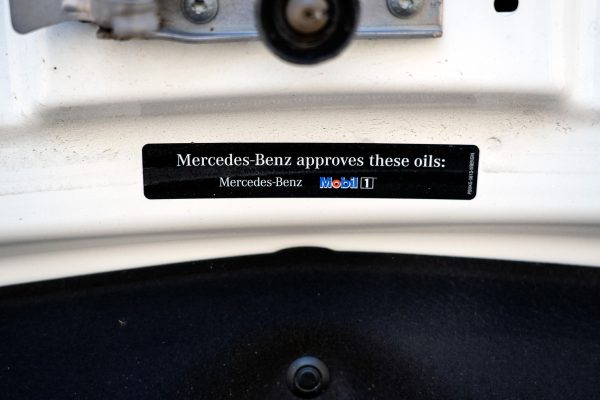 Mercedes-Benz approves these oils:
Mercedes-Benz Mobil 1